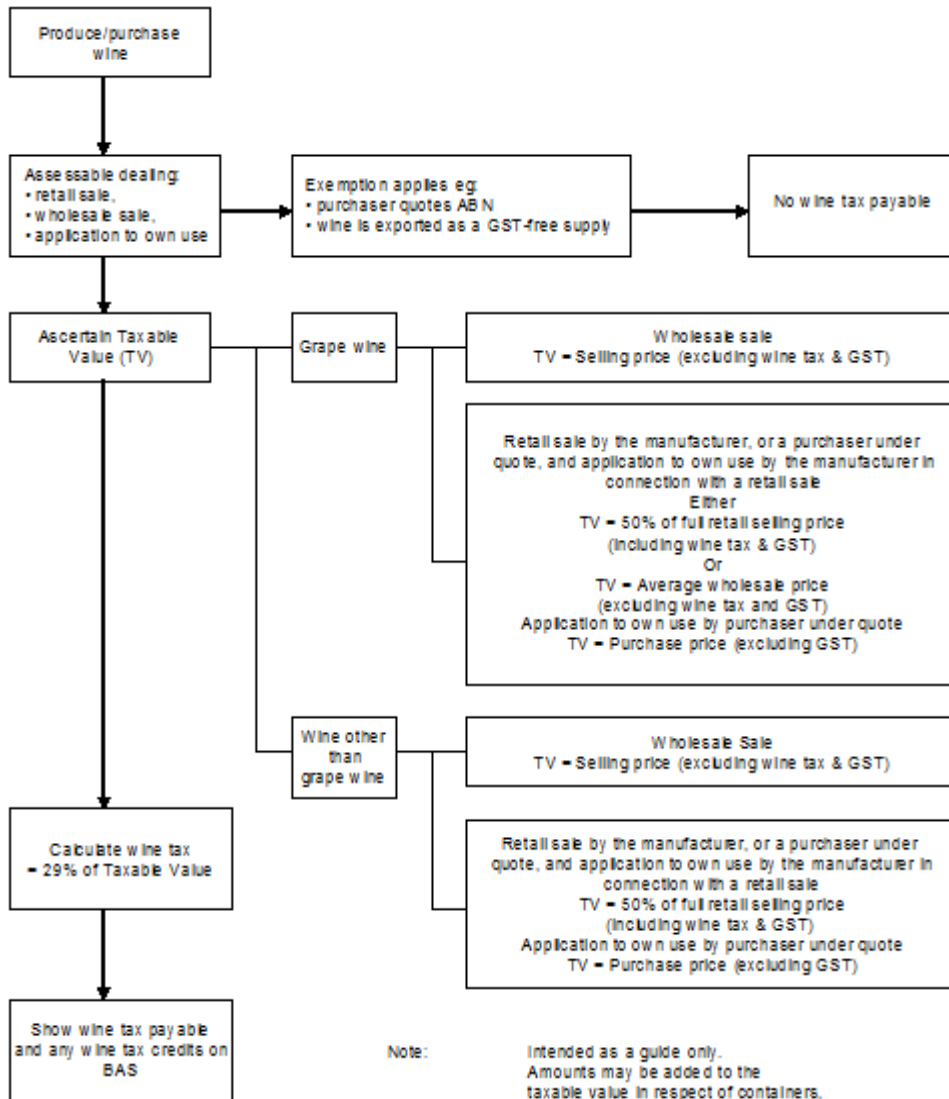 Produce/purchase
wine
Assessable dealing:
• retail sale,
• wholesale sale,
• application to own use
Exemption applies eg:
• purchaser quotes ABN
• wine is exported as a GST-free supply
No wine tax payable
Ascertain Taxable
Value (TV)
Grape wine
Wholesale sale
TV = Selling price (excluding wine tax & GST)
Retail sale by the manufacturer, or a purchaser under
quote, and application to own use by the manufacturer in
connection with a retail sale
Either
TV = 50% of full retail selling price
(including wine tax & GST)
Or
TV = Average wholesale price
(excluding wine tax and GST)
Application to own use by purchaser under quote
TV = Purchase price (excluding GST)
Wine other
than
grape wine
Wholesale Sale
TV = Selling price (excluding wine tax & GST)
Calculate wine tax
= 29% of Taxable Value
Retail sale by the manufacturer, or a purchaser under
quote, and application to own use by the manufacturer in
connection with a retail sale
TV = 50% of full retail selling price
(including wine tax & GST)
Application to own use by purchaser under quote
TV = Purchase price (excluding GST)
Show wine tax payable
and any wine tax credits on
BAS
Note: Intended as a guide only.
Amounts may be added to the
taxable value in respect of containers,